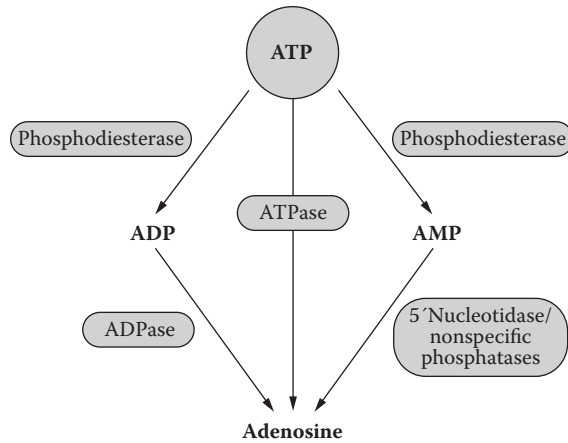 ATP
Phosphodiesterase
Phosphodiesterase
ATPase
ADP
AMP
ADPase
5´Nucleotidase/
nonspecific
phosphatases
Adenosine